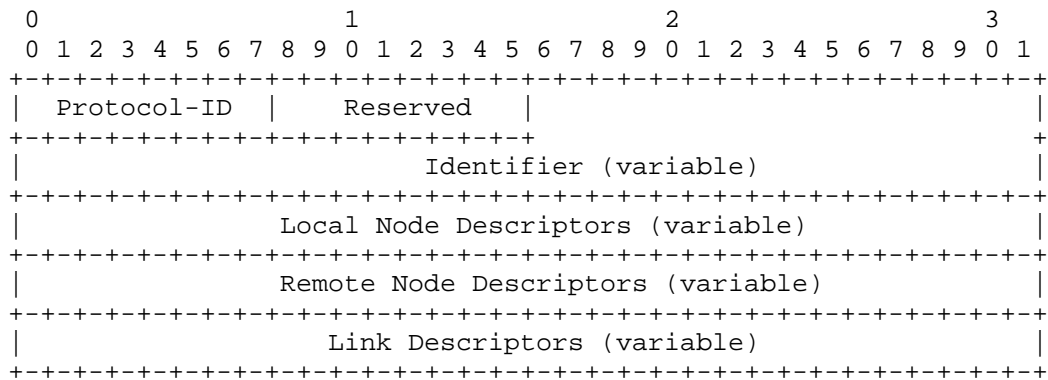 0                   1                   2                   3
 0 1 2 3 4 5 6 7 8 9 0 1 2 3 4 5 6 7 8 9 0 1 2 3 4 5 6 7 8 9 0 1
+-+-+-+-+-+-+-+-+-+-+-+-+-+-+-+-+-+-+-+-+-+-+-+-+-+-+-+-+-+-+-+-+
|  Protocol-ID  |    Reserved   |                               |
+-+-+-+-+-+-+-+-+-+-+-+-+-+-+-+-+                               +
|                         Identifier (variable)                 |
+-+-+-+-+-+-+-+-+-+-+-+-+-+-+-+-+-+-+-+-+-+-+-+-+-+-+-+-+-+-+-+-+
|                Local Node Descriptors (variable)              |
+-+-+-+-+-+-+-+-+-+-+-+-+-+-+-+-+-+-+-+-+-+-+-+-+-+-+-+-+-+-+-+-+
|                Remote Node Descriptors (variable)             |
+-+-+-+-+-+-+-+-+-+-+-+-+-+-+-+-+-+-+-+-+-+-+-+-+-+-+-+-+-+-+-+-+
|                   Link Descriptors (variable)                 |
+-+-+-+-+-+-+-+-+-+-+-+-+-+-+-+-+-+-+-+-+-+-+-+-+-+-+-+-+-+-+-+-+